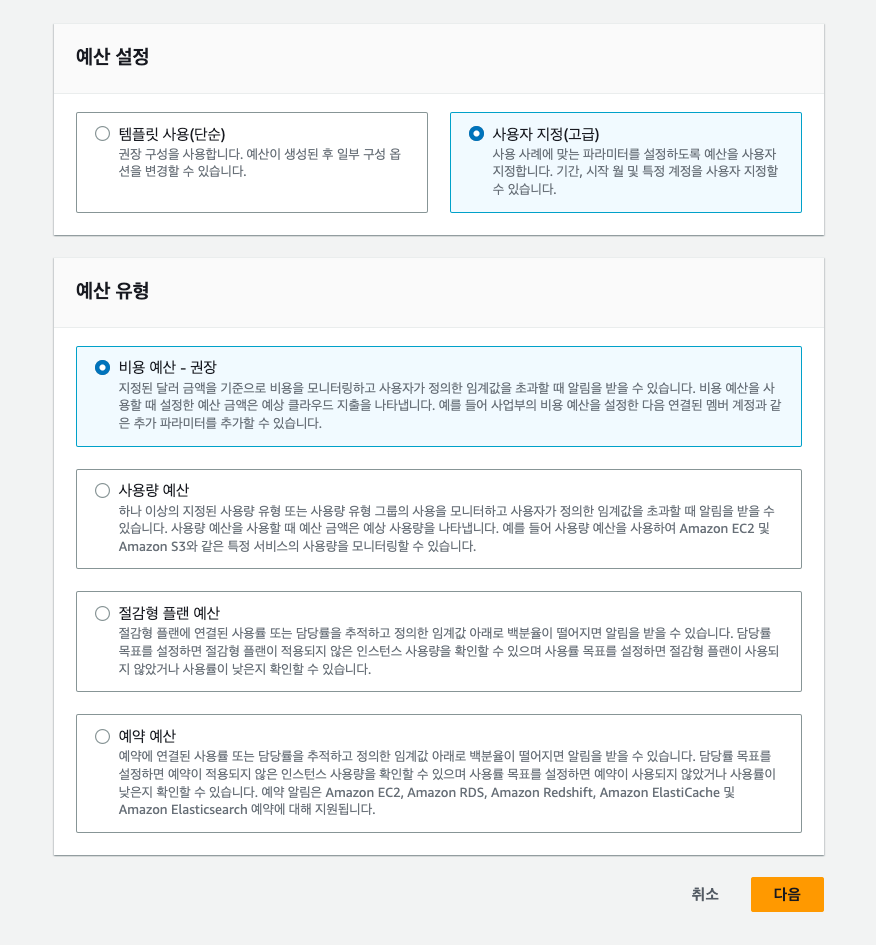 예산 설정
템플릿 사용(단순)
권장 구성을 사용합니다. 예산이 생성된 후 일부 구성 옵
션을 변경할 수 있습니다.
사용자 지정(고급)
사용 사례에 맞는 파라미터를 설정하도록 예산을 사용자
지정합니다. 기간, 시작 월 및 특정 계정을 사용자 지정할
수 있습니다.
예산 유형
비용 예산 - 권장
지정된 달러 금액을 기준으로 비용을 모니터링하고 사용자가 정의한 임계값을 초과할 때 알림을 받을 수 있습니다. 비용 예산을 사
용할 때 설정한 예산 금액은 예상 클라우드 지출을 나타냅니다. 예를 들어 사업부의 비용 예산을 설정한 다음 연결된 멤버 계정과 같
은 추가 파라미터를 추가할 수 있습니다.
사용량 예산
하나 이상의 지정된 사용량 유형 또는 사용량 유형 그룹의 사용을 모니터하고 사용자가 정의한 임계값을 초과할 때 알림을 받을 수
있습니다. 사용량 예산을 사용할 때 예산 금액은 예상 사용량을 나타냅니다. 예를 들어 사용량 예산을 사용하여 Amazon EC2 및
Amazon S3와 같은 특정 서비스의 사용량을 모니터링할 수 있습니다.
절감형 플랜 예산
절감형 플랜에 연결된 사용률 또는 담당률을 추적하고 정의한 임계값 아래로 백분율이 떨어지면 알림을 받을 수 있습니다. 담당률
목표를 설정하면 절감형 플랜이 적용되지 않은 인스턴스 사용량을 확인할 수 있으며 사용률 목표를 설정하면 절감형 플랜이 사용되
지 않았거나 사용률이 낮은지 확인할 수 있습니다.
예약 예산
예약에 연결된 사용률 또는 담당률을 추적하고 정의한 임계값 아래로 백분율이 떨어지면 알림을 받을 수 있습니다. 담당률 목표를
설정하면 예약이 적용되지 않은 인스턴스 사용량을 확인할 수 있으며 사용률 목표를 설정하면 예약이 사용되지 않았거나 사용률이
낮은지 확인할 수 있습니다. 예약 알림은 Amazon EC2, Amazon RDS, Amazon Redshift, Amazon ElastiCache 및
Amazon Elasticsearch 예약에 대해 지원됩니다.
취소
다음